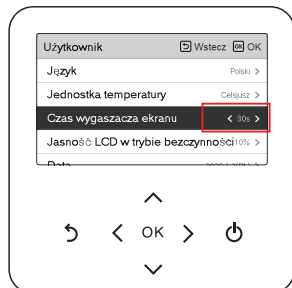 Użytkownik Wstecz OK OK
Język Polski >
Jednostka temperatury Celsjusz >
Czas wygaszacza ekranu < 30s >
Jasność LCD w trybie bezczynności 10% >
Data
OK